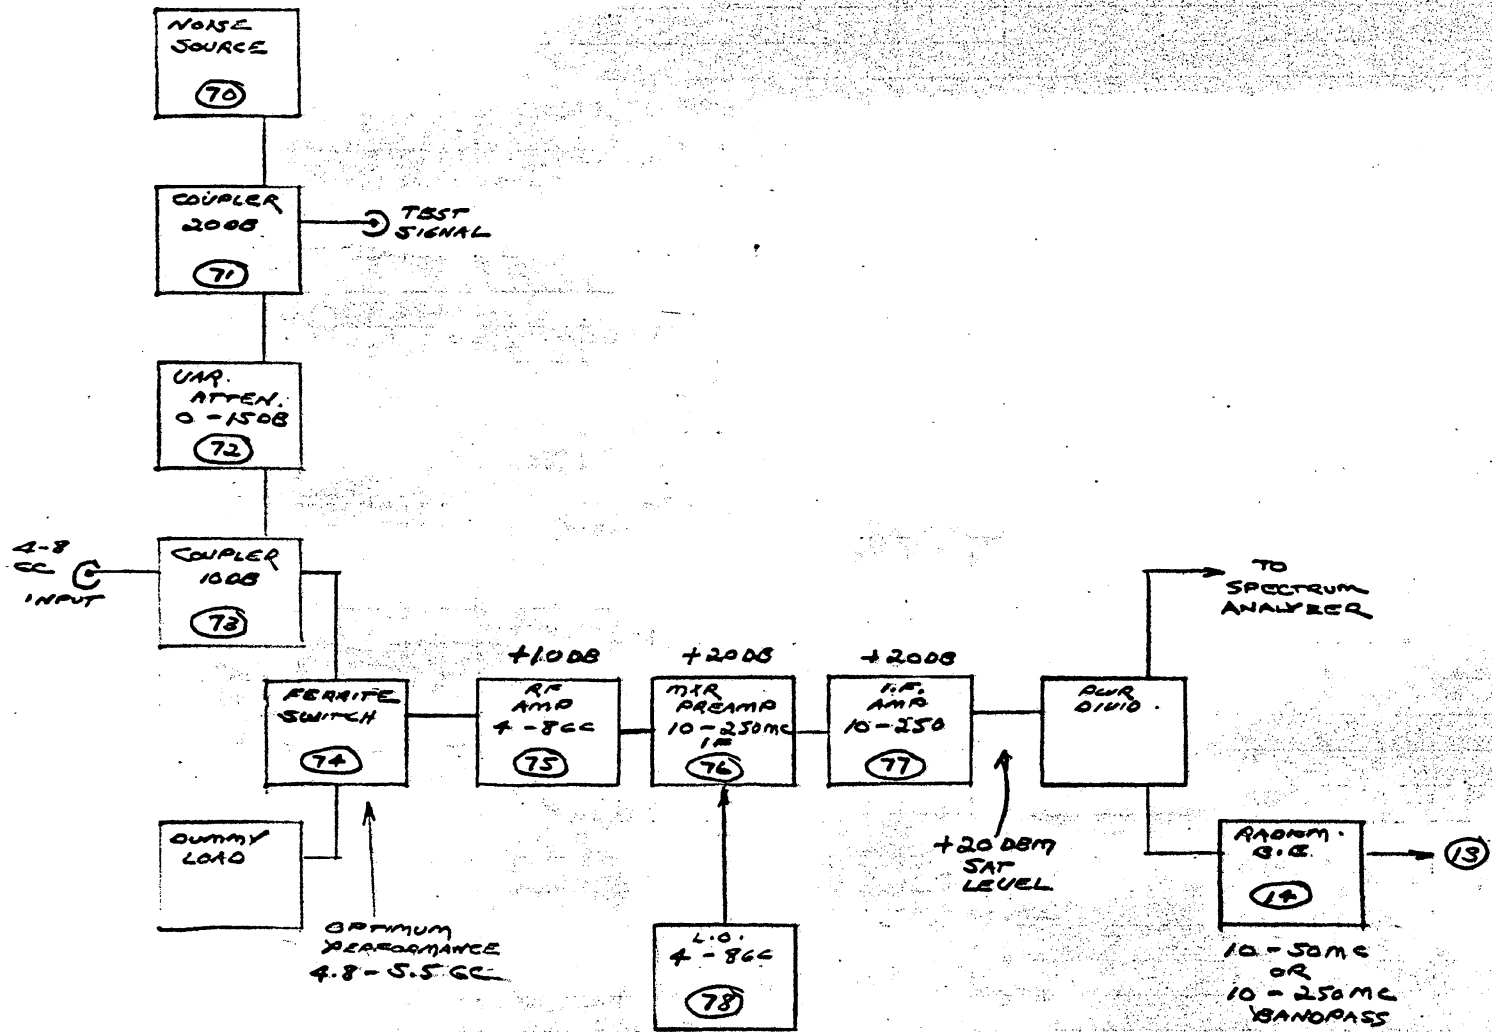 NOISE
SOURCE
70
COUPLER
20DB
71
TEST
SIGNAL
VAR.
ATTEN.
0-15DB
72
4-8
GC
INPUT
COUPLER
10DB
73
TO
SPECTRUM
ANALYZER
+10DB
+20DB
+20DB
FERRITE
SWITCH
74
RF
AMP
4-8GC
75
MXR
PREAMP
10-250MC
IF
76
I.F.
AMP
10-250
77
PWR
DIVID.
DUMMY
LOAD
OPTIMUM
PERFORMANCE
4.8-5.5 GC
+20DBM
SAT
LEVEL
RADIOM.
14
13
L.O.
4-8GC
78
10-50MC
OR
10-250MC
BANDPASS